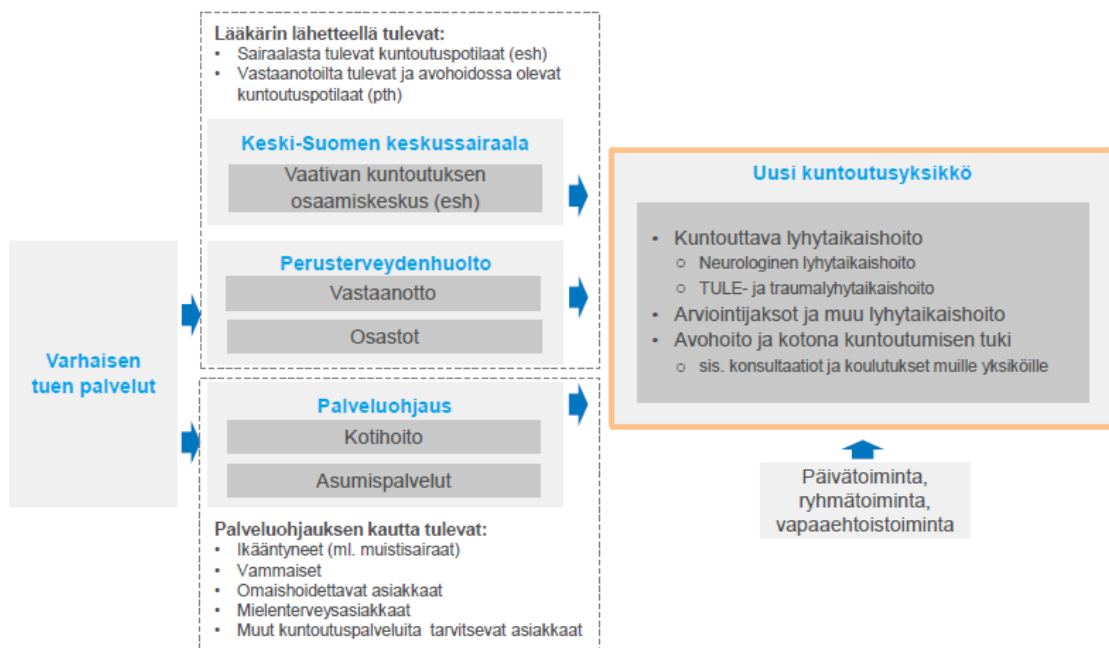 Lääkärin lähetteellä tulevat:
• Sairaalasta tulevat kuntoutuspotilaat (esh)
• Vastaanotoilta tulevat ja avohoidossa olevat
kuntoutuspotilaat (pth)
Keski-Suomen keskussairaala
Vaativan kuntoutuksen
osaamiskeskus (esh)
Perusterveydenhuolto
Vastaanotto
Osastot
Varhaisen
tuen palvelut
Palveluohjaus
Kotihoito
Asumispalvelut
Palveluohjauksen kautta tulevat:
• Ikääntyneet (ml. muistisairaat)
• Vammaiset
• Omaishoidettavat asiakkaat
• Mielenterveysasiakkaat
• Muut kuntoutuspalveluita tarvitsevat asiakkaat
Uusi kuntoutusyksikkö
• Kuntouttava lyhytaikaishoito
o Neurologinen lyhytaikaishoito
o TULE- ja traumalyhytaikaishoito
• Arviointijaksot ja muu lyhytaikaishoito
• Avohoito ja kotona kuntoutumisen tuki
o sis. konsultaatiot ja koulutukset muille yksiköille
Päivätoiminta,
ryhmätoiminta,
vapaaehtoistoiminta